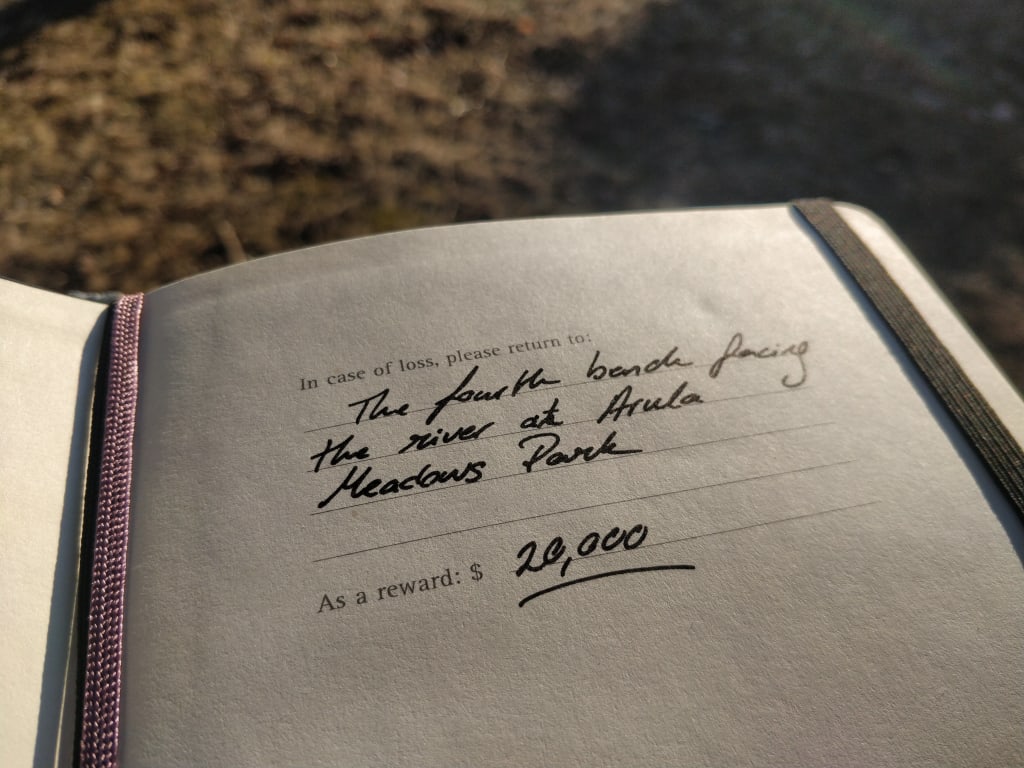 In case of loss, please return to:
The fourth bench facing
the river at Arula
Meadows Park
As a reward: $ 20,000